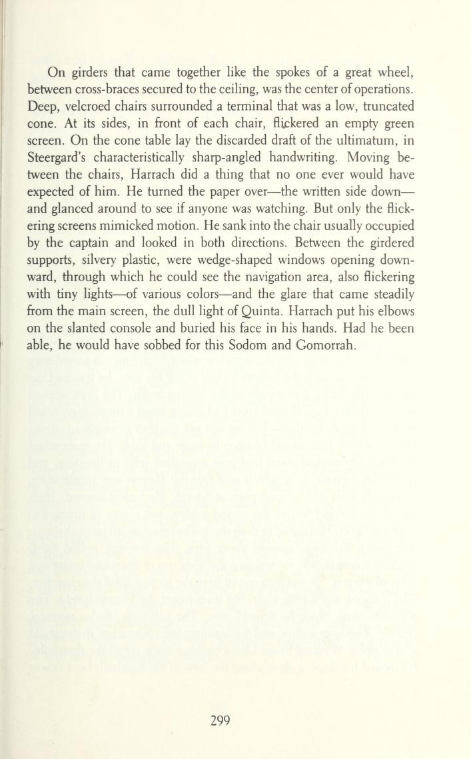 On girders that came together like the spokes of a great wheel,
between cross-braces secured to the ceiling, was the center of operations.
Deep, velcroed chairs surrounded a terminal that was a low, truncated
cone. At its sides, in front of each chair, flickered an empty green
screen. On the cone table lay the discarded draft of the ultimatum, in
Steergard's characteristically sharp-angled handwriting. Moving be-
tween the chairs, Harrach did a thing that no one ever would have
expected of him. He turned the paper over—the written side down—
and glanced around to see if anyone was watching. But only the flick-
ering screens mimicked motion. He sank into the chair usually occupied
by the captain and looked in both directions. Between the girdered
supports, silvery plastic, were wedge-shaped windows opening down-
ward, through which he could see the navigation area, also flickering
with tiny lights—of various colors—and the glare that came steadily
from the main screen, the dull light of Quinta. Harrach put his elbows
on the slanted console and buried his face in his hands. Had he been
able, he would have sobbed for this Sodom and Gomorrah.
299